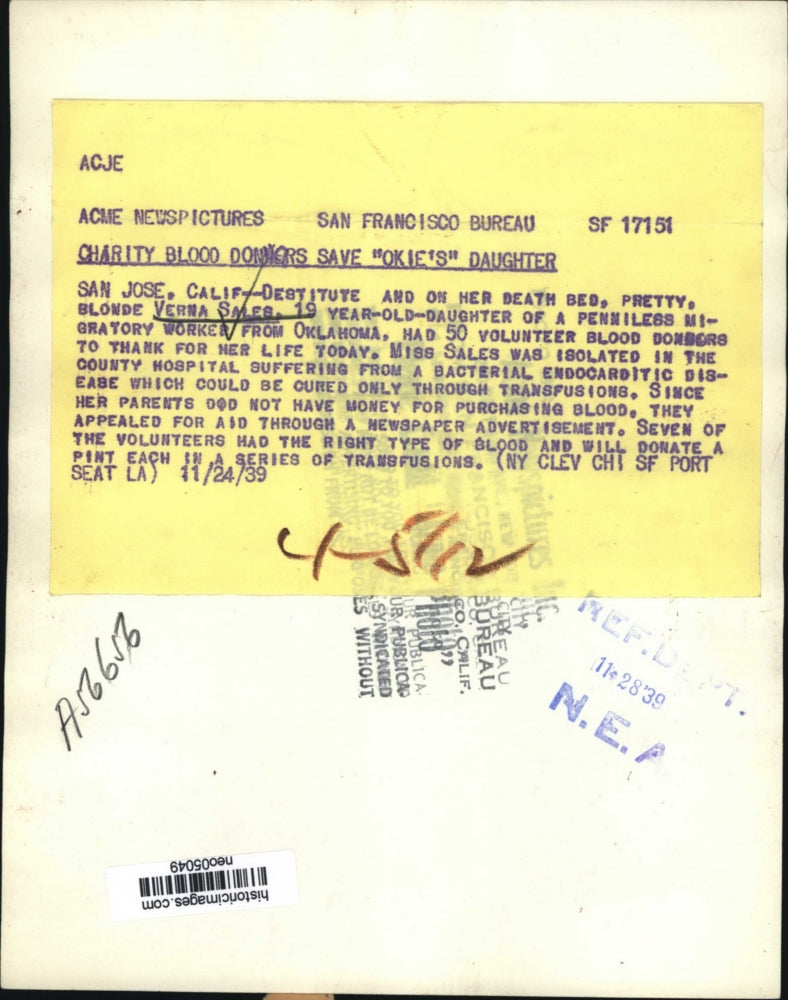 ACJE
ACME NEWSPICTURES SAN FRANCISCO BUREAU SF 17151
CHARITY BLOOD DONNORS SAVE "OKIE'S" DAUGHTER
SAN JOSE, CALIF--DESTITUTE AND ON HER DEATH BED, PRETTY,
BLONDE VERNA SALES, 19 YEAR-OLD-DAUGHTER OF A PENNILESS MI-
GRATORY WORKER FROM OKLAHOMA, HAD 50 VOLUNTEER BLOOD DONNORS
TO THANK FOR HER LIFE TODAY. MISS SALES WAS ISOLATED IN THE
COUNTY HOSPITAL SUFFERING FROM A BACTERIAL ENDOCARDITIC DIS-
EASE WHICH COULD BE CURED ONLY THROUGH TRANSFUSIONS. SINCE
HER PARENTS DOD NOT HAVE MONEY FOR PURCHASING BLOOD, THEY
APPEALED FOR AID THROUGH A NEWSPAPER ADVERTISEMENT. SEVEN OF
THE VOLUNTEERS HAD THE RIGHT TYPE OF BLOOD AND WILL DONATE A
PINT EACH IN A SERIES OF TRANSFUSIONS. (NY CLEV CHI SF PORT
SEAT LA) 11/24/39
REF. DEPT.
11-28'39
N.E.A
BUREAU
CO., CALIF.
SYNDICATED
WITHOUT
A56656
historicimages.com
neo05049